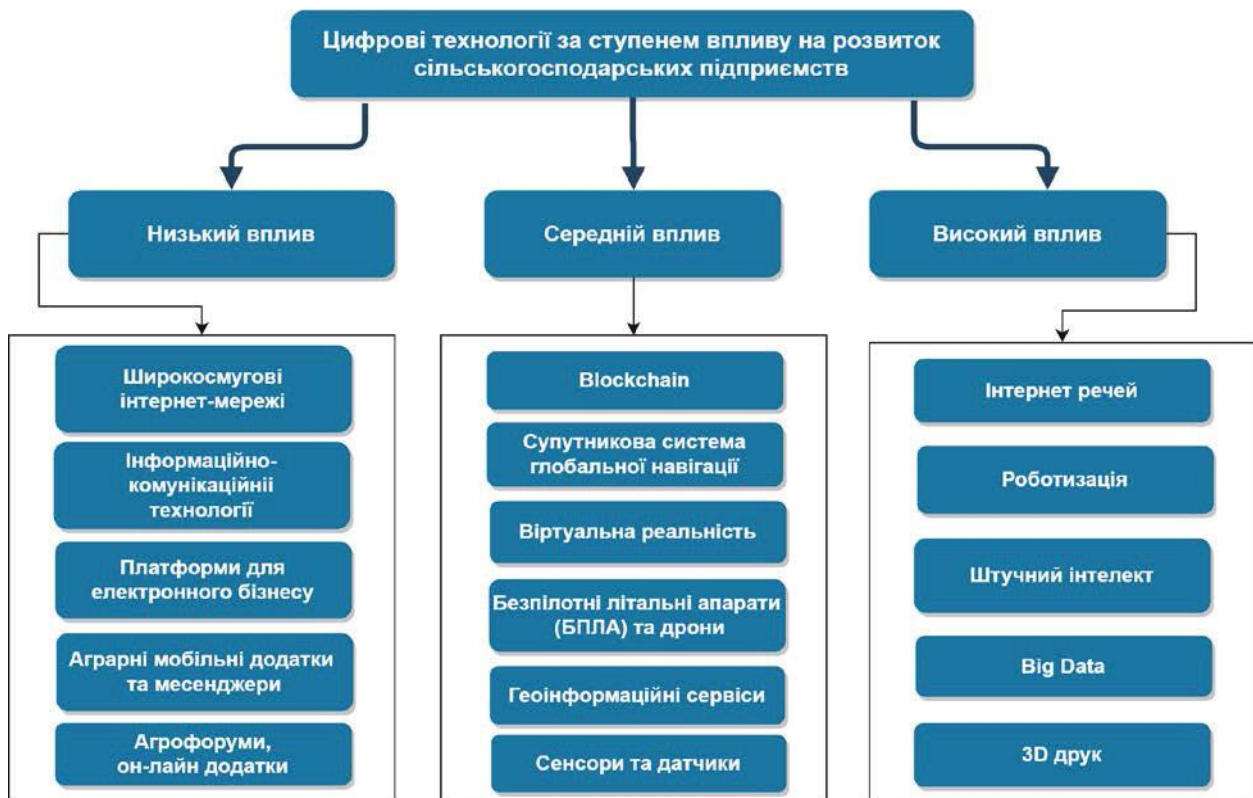 Цифрові технології за ступенем впливу на розвиток
сільськогосподарських підприємств
Низький вплив
Середній вплив
Високий вплив
Широкосмугові
інтернет-мережі
Інформаційно-
комунікаційніі
технології
Платформи для
електронного бізнесу
Аграрні мобільні додатки
та месенджери
Агрофоруми,
он-лайн додатки
Blockchain
Супутникова система
глобальної навігації
Віртуальна реальність
Безпілотні літальні апарати
(БПЛА) та дрони
Геоінформаційні сервіси
Сенсори та датчики
Інтернет речей
Роботизація
Штучний інтелект
Big Data
3D друк